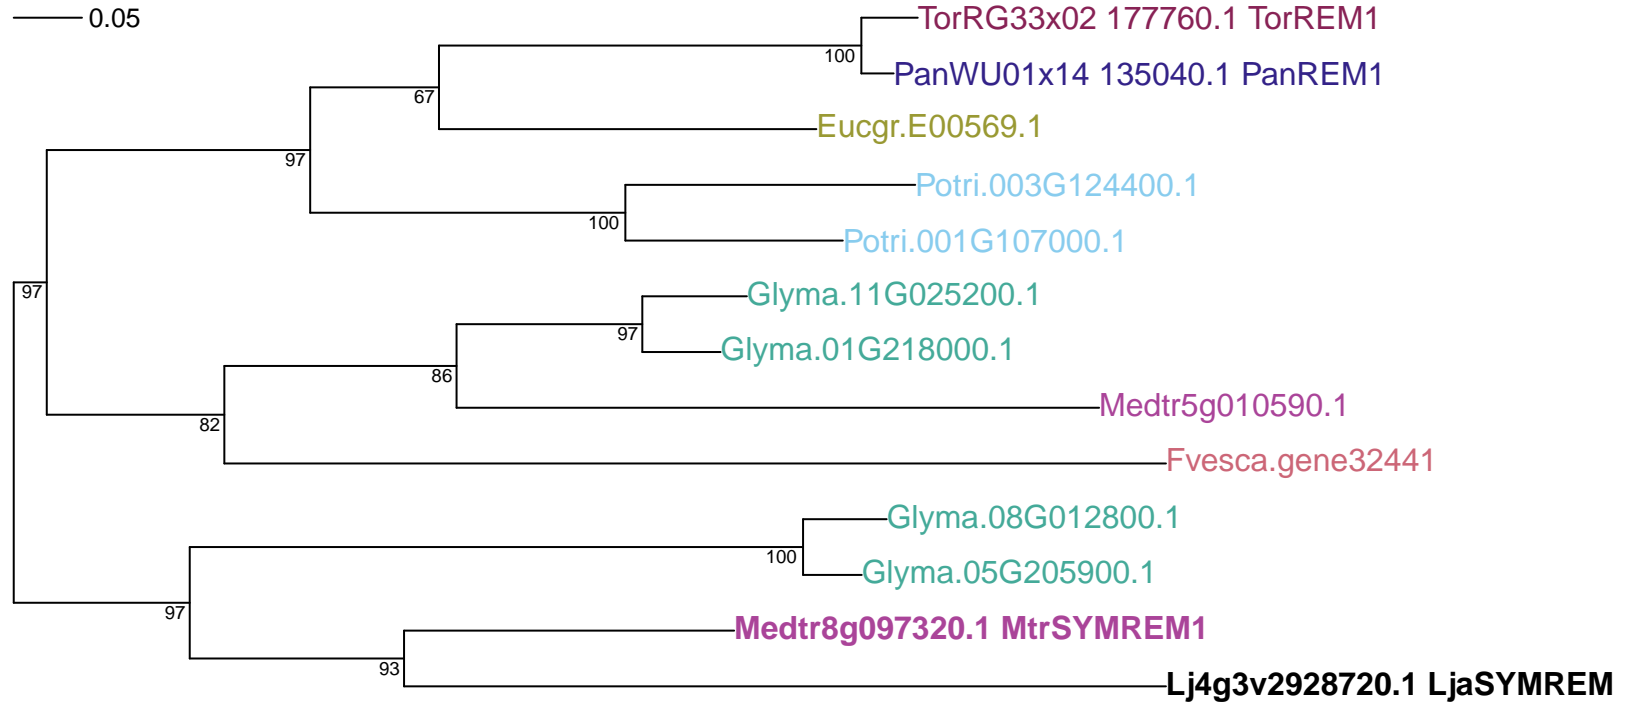 0.05
TorRG33x02 177760.1 TorREM1
100
PanWU01x14 135040.1 PanREM1
67
Eucgr.E00569.1
97
Potri.003G124400.1
100
Potri.001G107000.1
97
Glyma.11G025200.1
97
Glyma.01G218000.1
86
Medtr5g010590.1
82
Fvesca.gene32441
Glyma.08G012800.1
100
Glyma.05G205900.1
97
Medtr8g097320.1 MtrSYMREM1
93
Lj4g3v2928720.1 LjaSYMREM